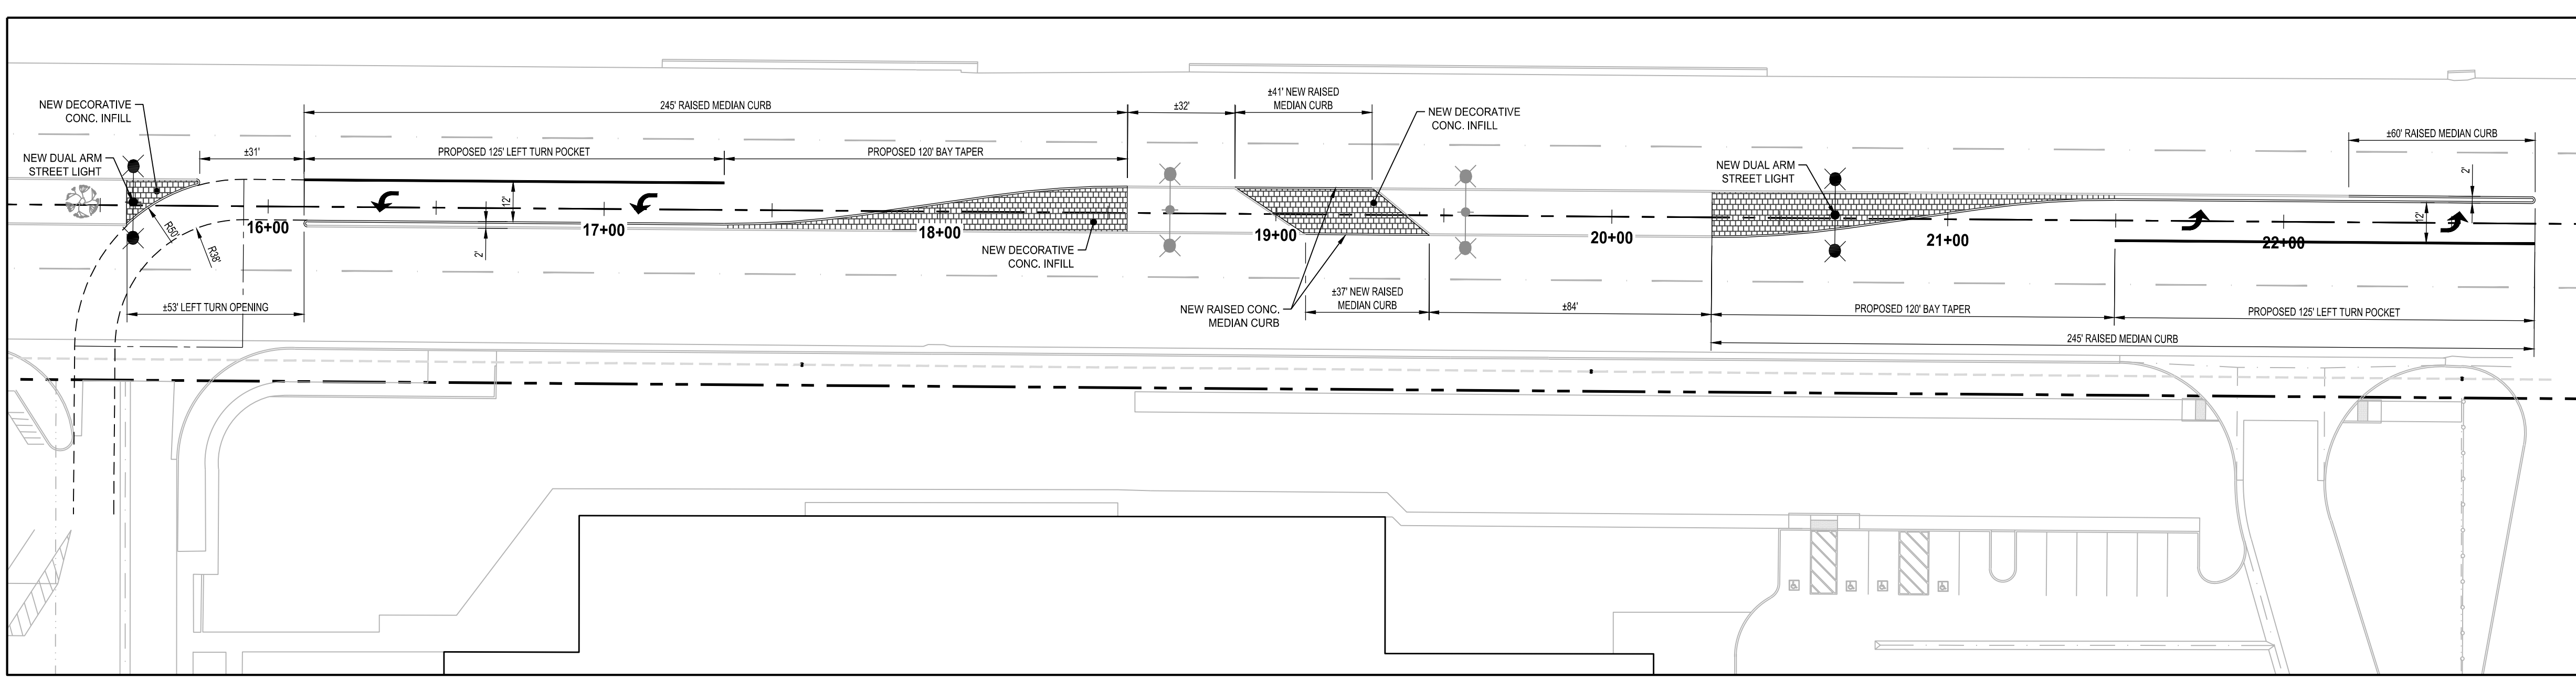 NEW DECORATIVE
CONC. INFILL
NEW DUAL ARM
STREET LIGHT
±31'
245' RAISED MEDIAN CURB
PROPOSED 125' LEFT TURN POCKET
PROPOSED 120' BAY TAPER
±32'
±41' NEW RAISED
MEDIAN CURB
NEW DECORATIVE
CONC. INFILL
NEW DUAL ARM
STREET LIGHT
±60' RAISED MEDIAN CURB
2'
12'
12'
R50'
R38'
2'
16+00
17+00
18+00
19+00
20+00
21+00
22+00
NEW DECORATIVE
CONC. INFILL
±53' LEFT TURN OPENING
NEW RAISED CONC.
MEDIAN CURB
±37' NEW RAISED
MEDIAN CURB
±84'
PROPOSED 120' BAY TAPER
PROPOSED 125' LEFT TURN POCKET
245' RAISED MEDIAN CURB